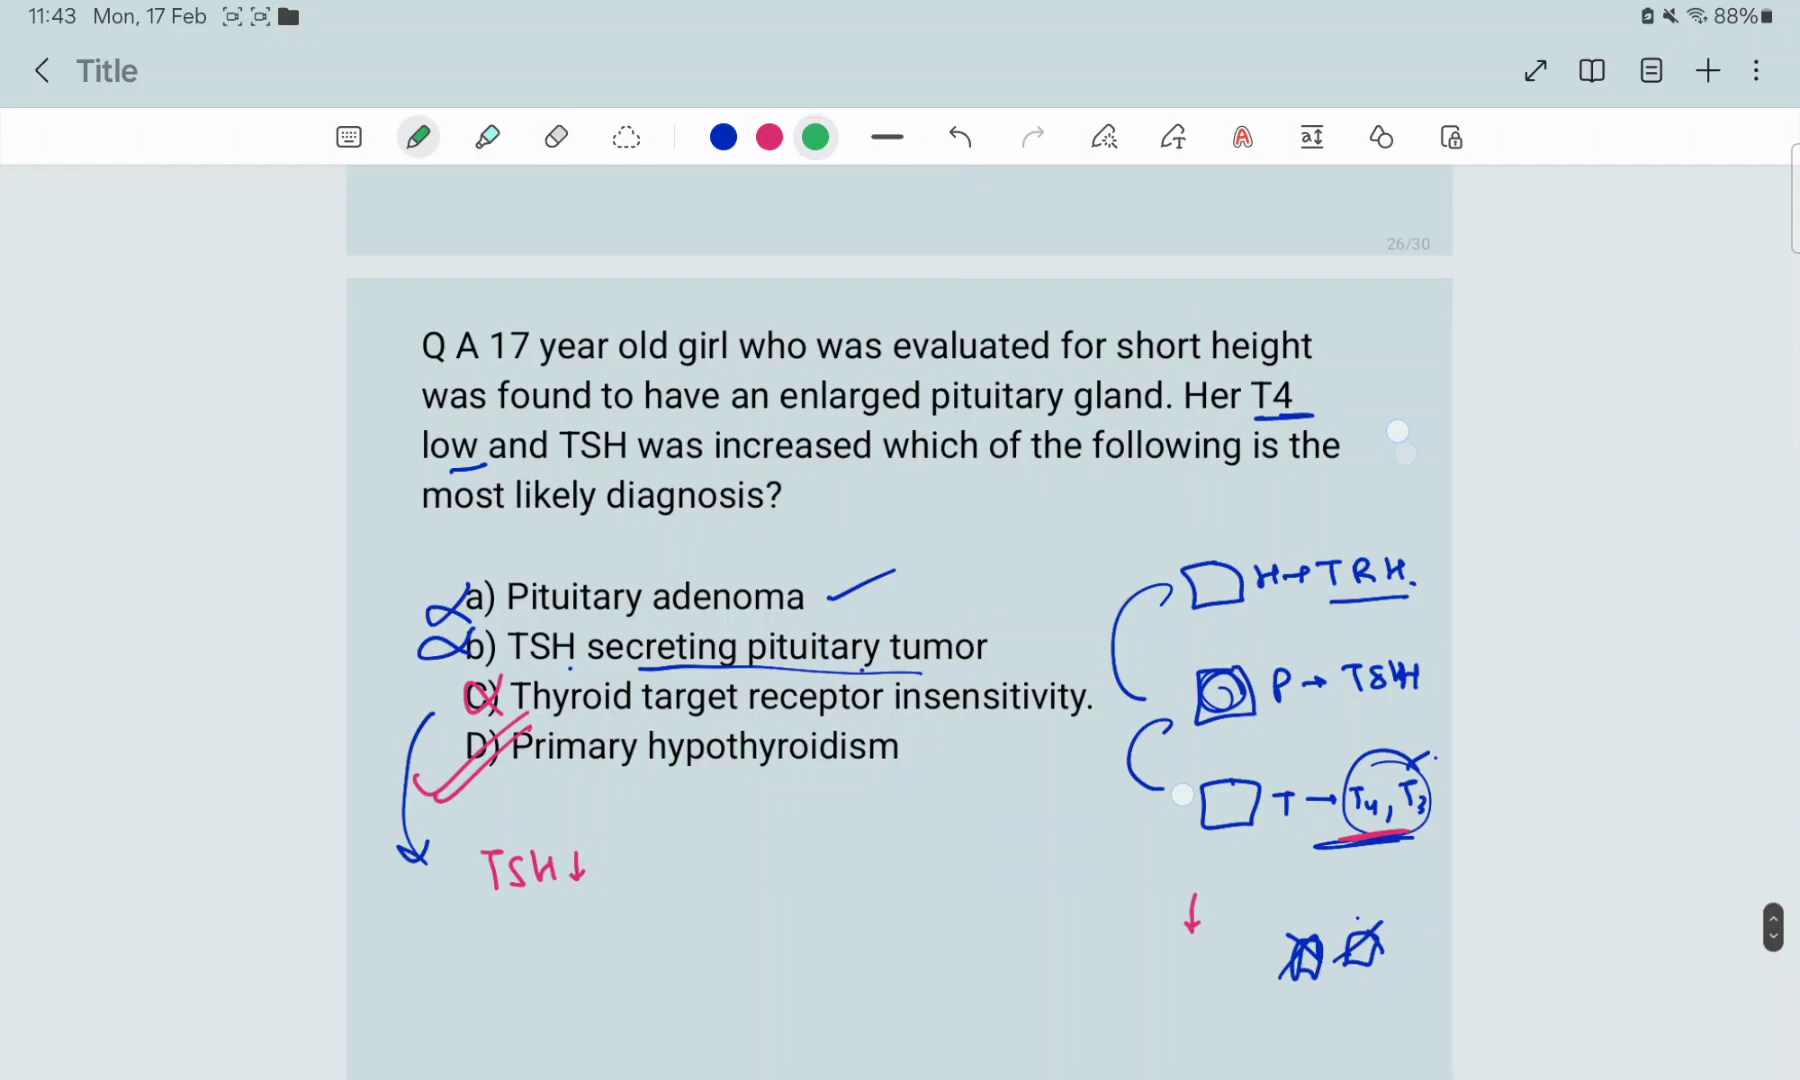 11:43 Mon, 17 Feb
88%
Title
26/30
Q A 17 year old girl who was evaluated for short height
was found to have an enlarged pituitary gland. Her T4
low and TSH was increased which of the following is the
most likely diagnosis?
a) Pituitary adenoma
b) TSH secreting pituitary tumor
C) Thyroid target receptor insensitivity.
D) Primary hypothyroidism
H → TRH.
P → TSH
T → T4, T3
TSH ↓
↓